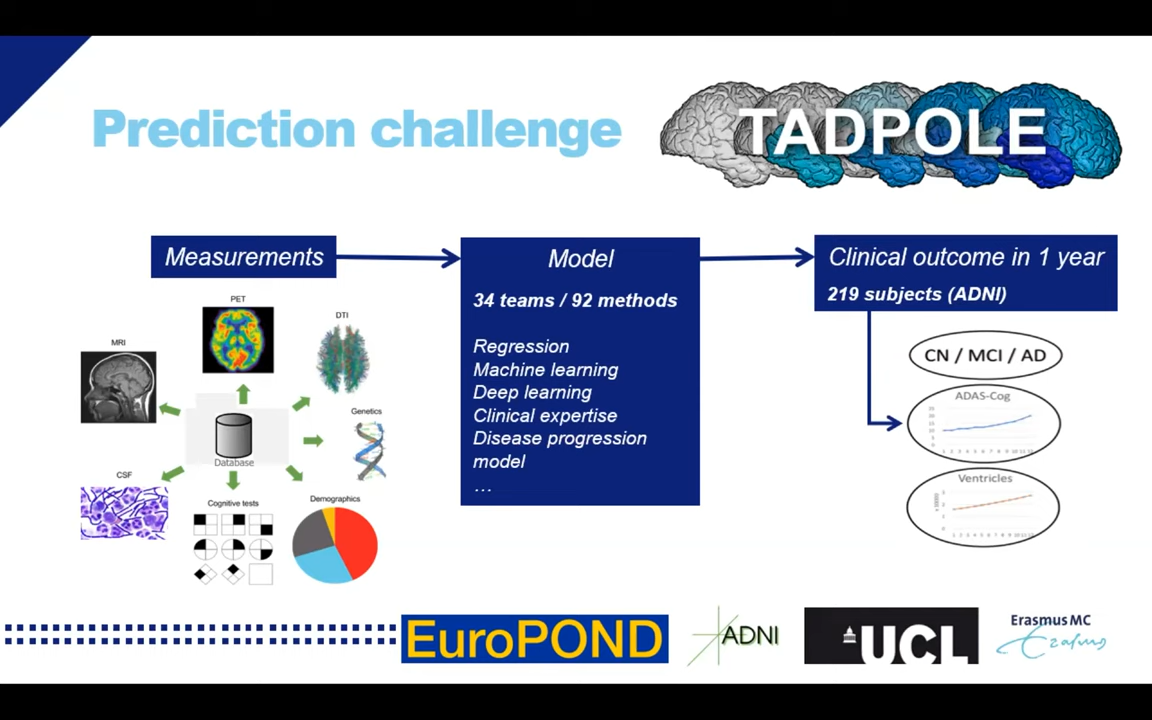 Prediction challenge
TADPOLE
Measurements
Model
34 teams / 92 methods
Regression
Machine learning
Deep learning
Clinical expertise
Disease progression
model
...
Clinical outcome in 1 year
219 subjects (ADNI)
PET
DTI
MRI
Genetics
Database
CSF
Cognitive tests
Demographics
CN / MCI / AD
ADAS-Cog
Ventricles
EuroPOND
ADNI
UCL
Erasmus MC
Erasmus